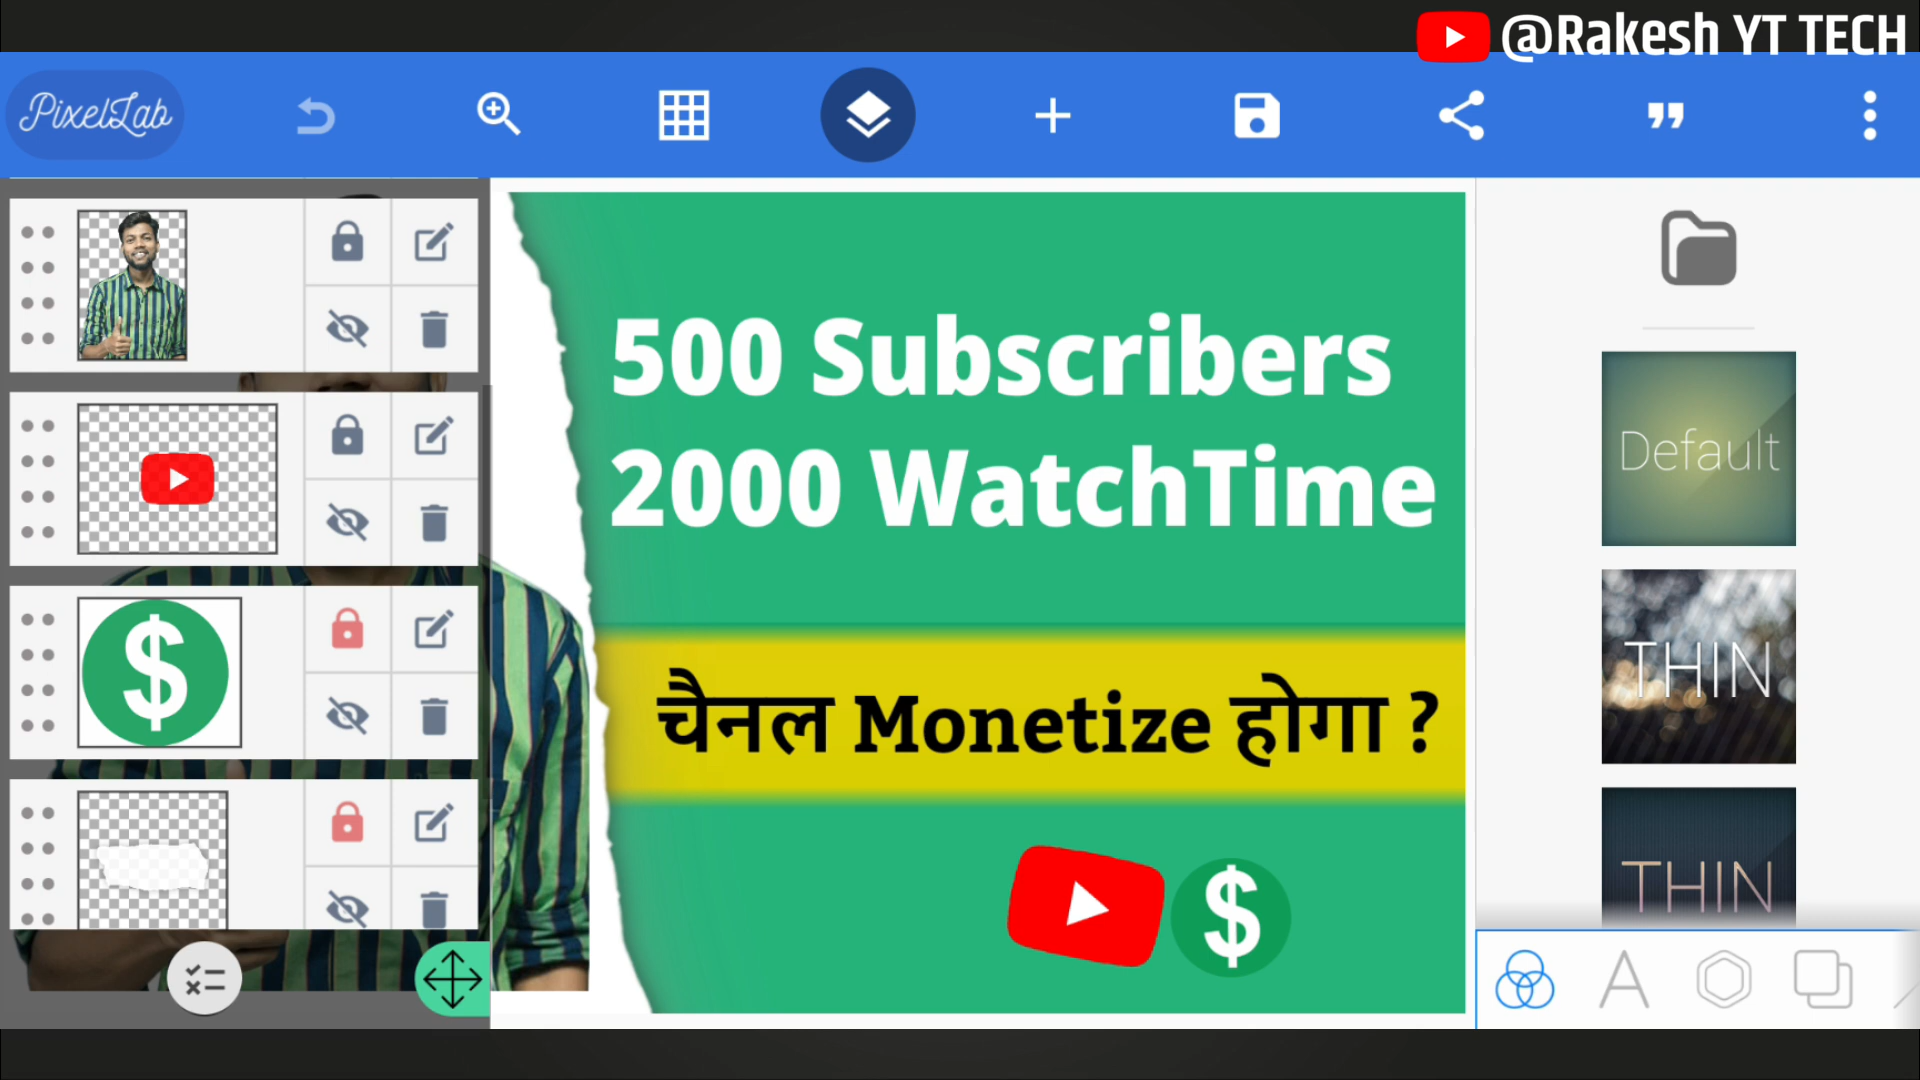 @Rakesh YT TECH
PixelLab
500 Subscribers
2000 WatchTime
चैनल Monetize होगा ?
Default
THIN
THIN